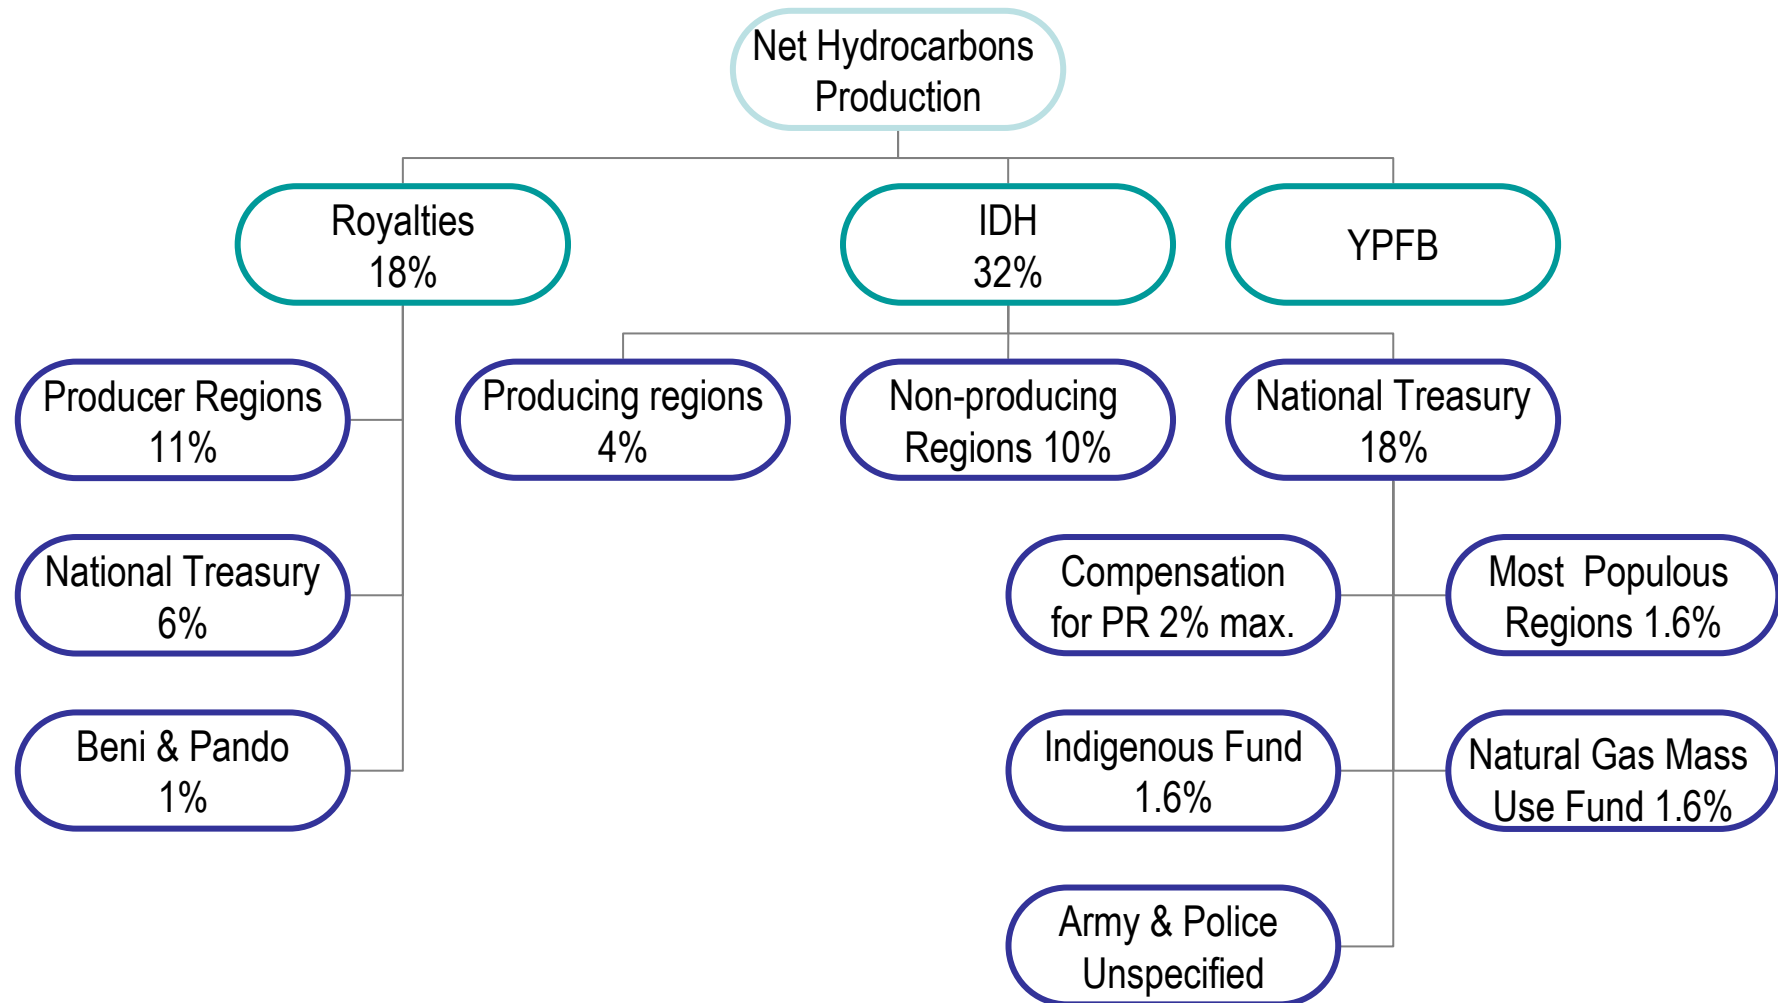 Net Hydrocarbons
Production
Royalties
18%
IDH
32%
YPFB
Producer Regions
11%
Producing regions
4%
Non-producing
Regions 10%
National Treasury
18%
National Treasury
6%
Compensation
for PR 2% max.
Most Populous
Regions 1.6%
Beni & Pando
1%
Indigenous Fund
1.6%
Natural Gas Mass
Use Fund 1.6%
Army & Police
Unspecified